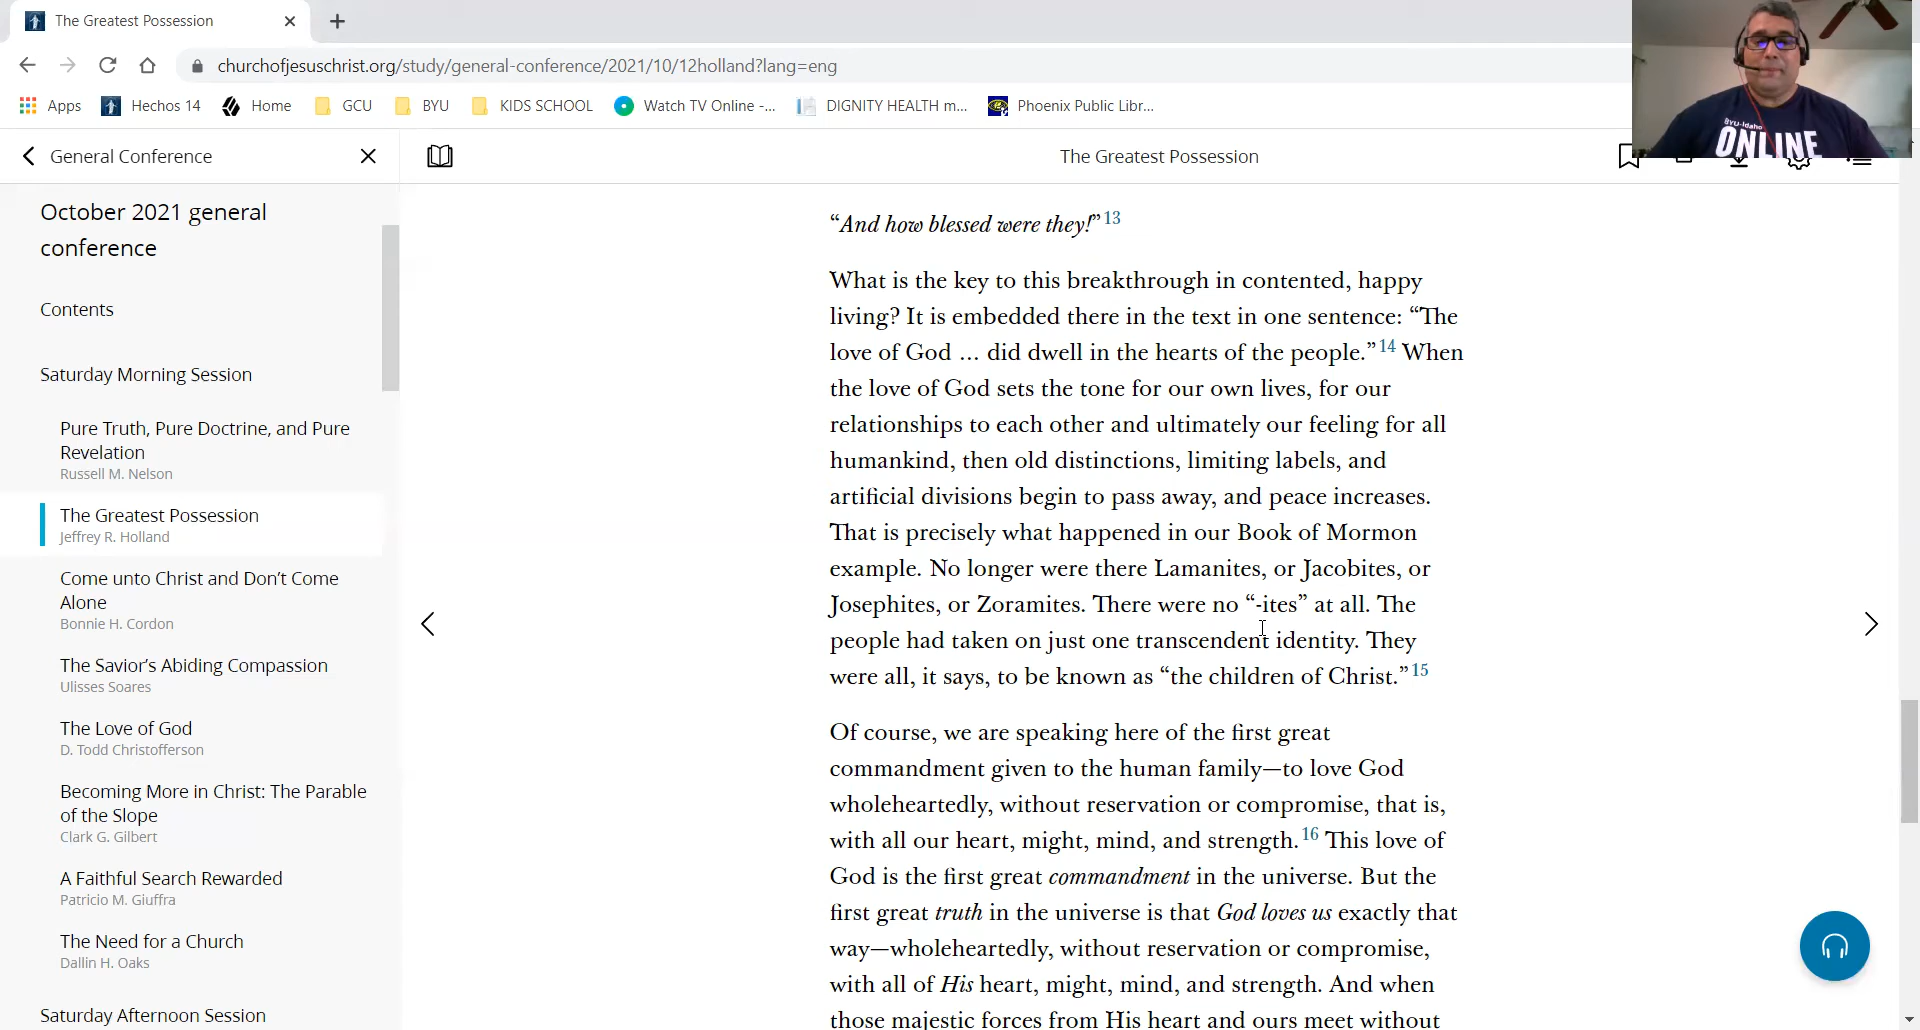 The Greatest Possession
churchofjesuschrist.org/study/general-conference/2021/10/12holland?lang=eng
Apps
Hechos 14
Home
GCU
BYU
KIDS SCHOOL
Watch TV Online -...
DIGNITY HEALTH m...
Phoenix Public Libr...
BYU-Idaho
ONLINE
General Conference
The Greatest Possession
October 2021 general
conference
Contents
Saturday Morning Session
Pure Truth, Pure Doctrine, and Pure
Revelation
Russell M. Nelson
The Greatest Possession
Jeffrey R. Holland
Come unto Christ and Don’t Come
Alone
Bonnie H. Cordon
The Savior’s Abiding Compassion
Ulisses Soares
The Love of God
D. Todd Christofferson
Becoming More in Christ: The Parable
of the Slope
Clark G. Gilbert
A Faithful Search Rewarded
Patricio M. Giuffra
The Need for a Church
Dallin H. Oaks
Saturday Afternoon Session
“And how blessed were they!” 13
What is the key to this breakthrough in contented, happy
living? It is embedded there in the text in one sentence: “The
love of God … did dwell in the hearts of the people.” 14 When
the love of God sets the tone for our own lives, for our
relationships to each other and ultimately our feeling for all
humankind, then old distinctions, limiting labels, and
artificial divisions begin to pass away, and peace increases.
That is precisely what happened in our Book of Mormon
example. No longer were there Lamanites, or Jacobites, or
Josephites, or Zoramites. There were no “-ites” at all. The
people had taken on just one transcendent identity. They
were all, it says, to be known as “the children of Christ.” 15
Of course, we are speaking here of the first great
commandment given to the human family—to love God
wholeheartedly, without reservation or compromise, that is,
with all our heart, might, mind, and strength. 16 This love of
God is the first great commandment in the universe. But the
first great truth in the universe is that God loves us exactly that
way—wholeheartedly, without reservation or compromise,
with all of His heart, might, mind, and strength. And when
those majestic forces from His heart and ours meet without